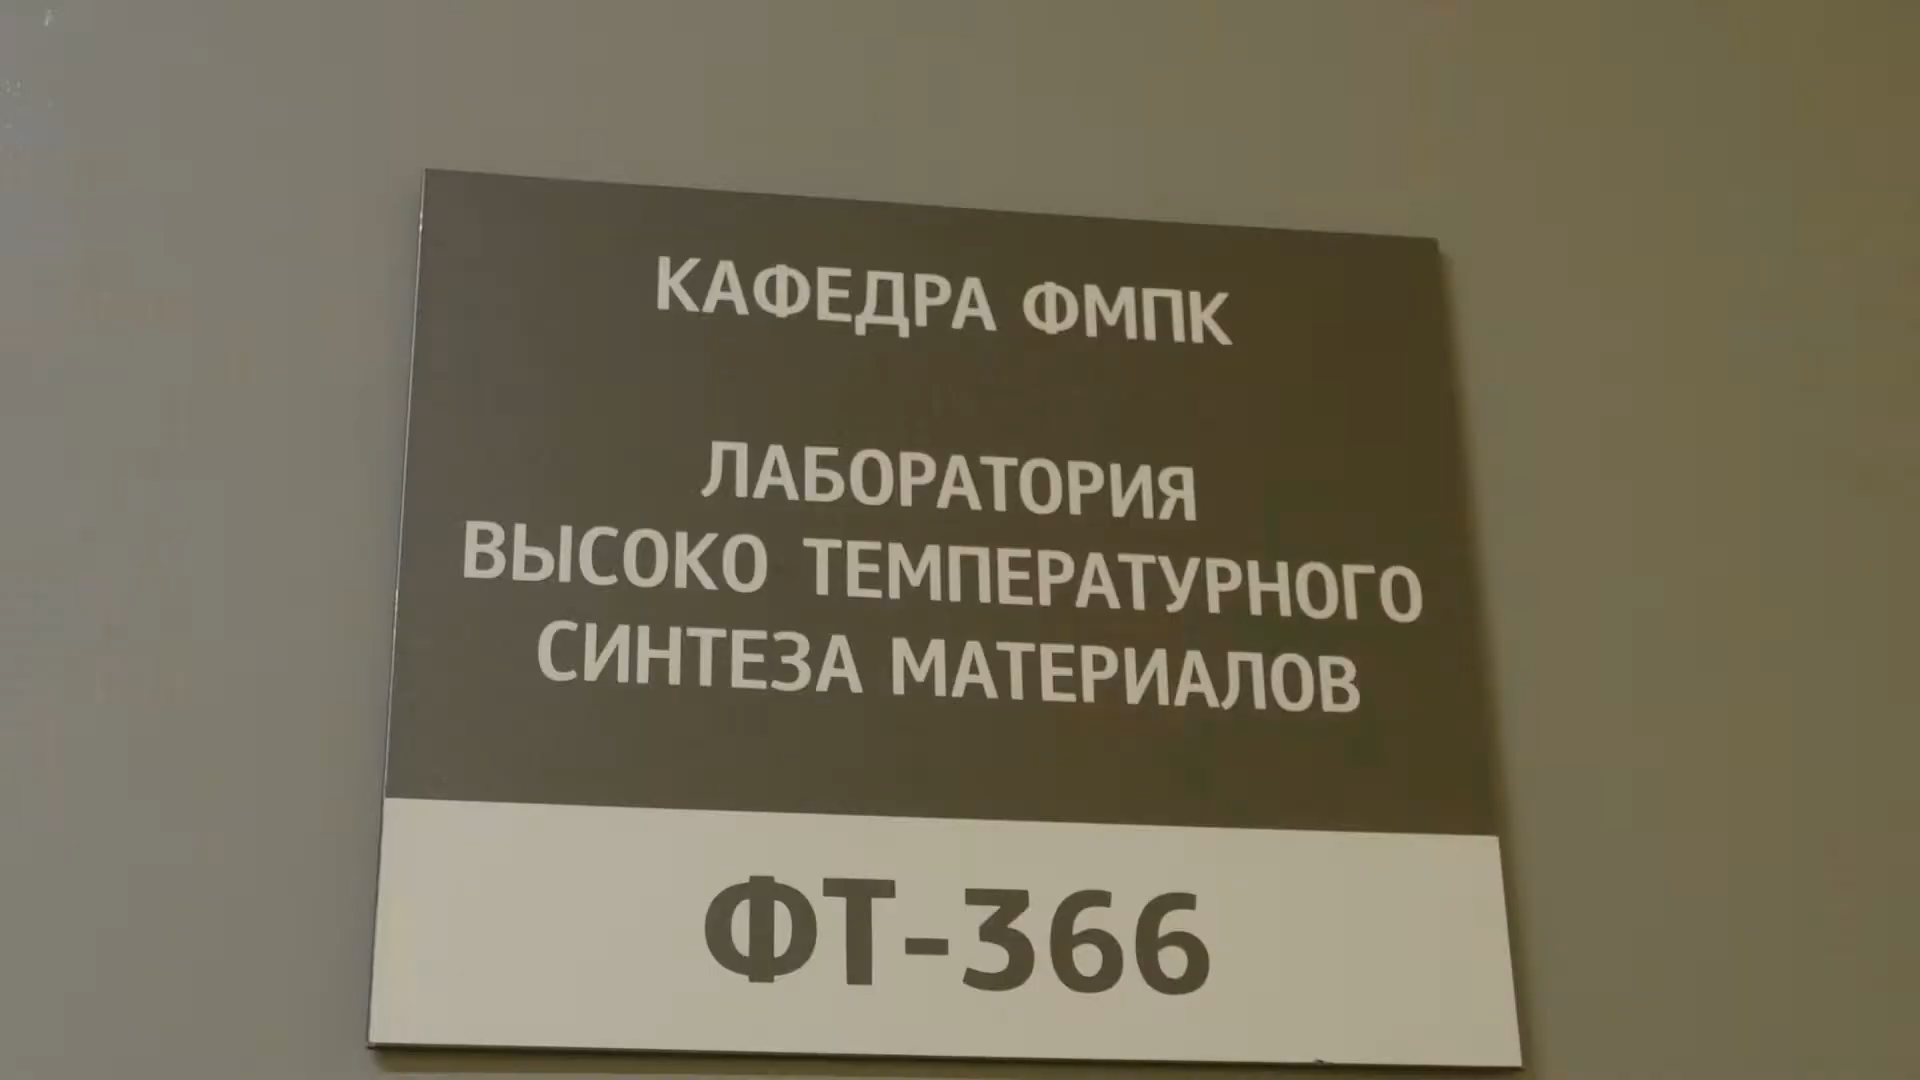 КАФЕДРА ФМПК
ЛАБОРАТОРИЯ
ВЫСОКО ТЕМПЕРАТУРНОГО
СИНТЕЗА МАТЕРИАЛОВ
ФТ-366